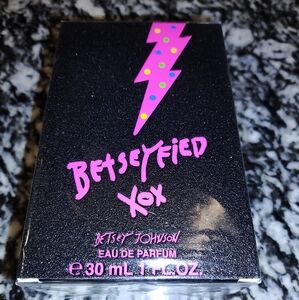 BETSEYFIED
XOX
BETSEY JOHNSON
EAU DE PARFUM
e 30 mL 1 FL.OZ.